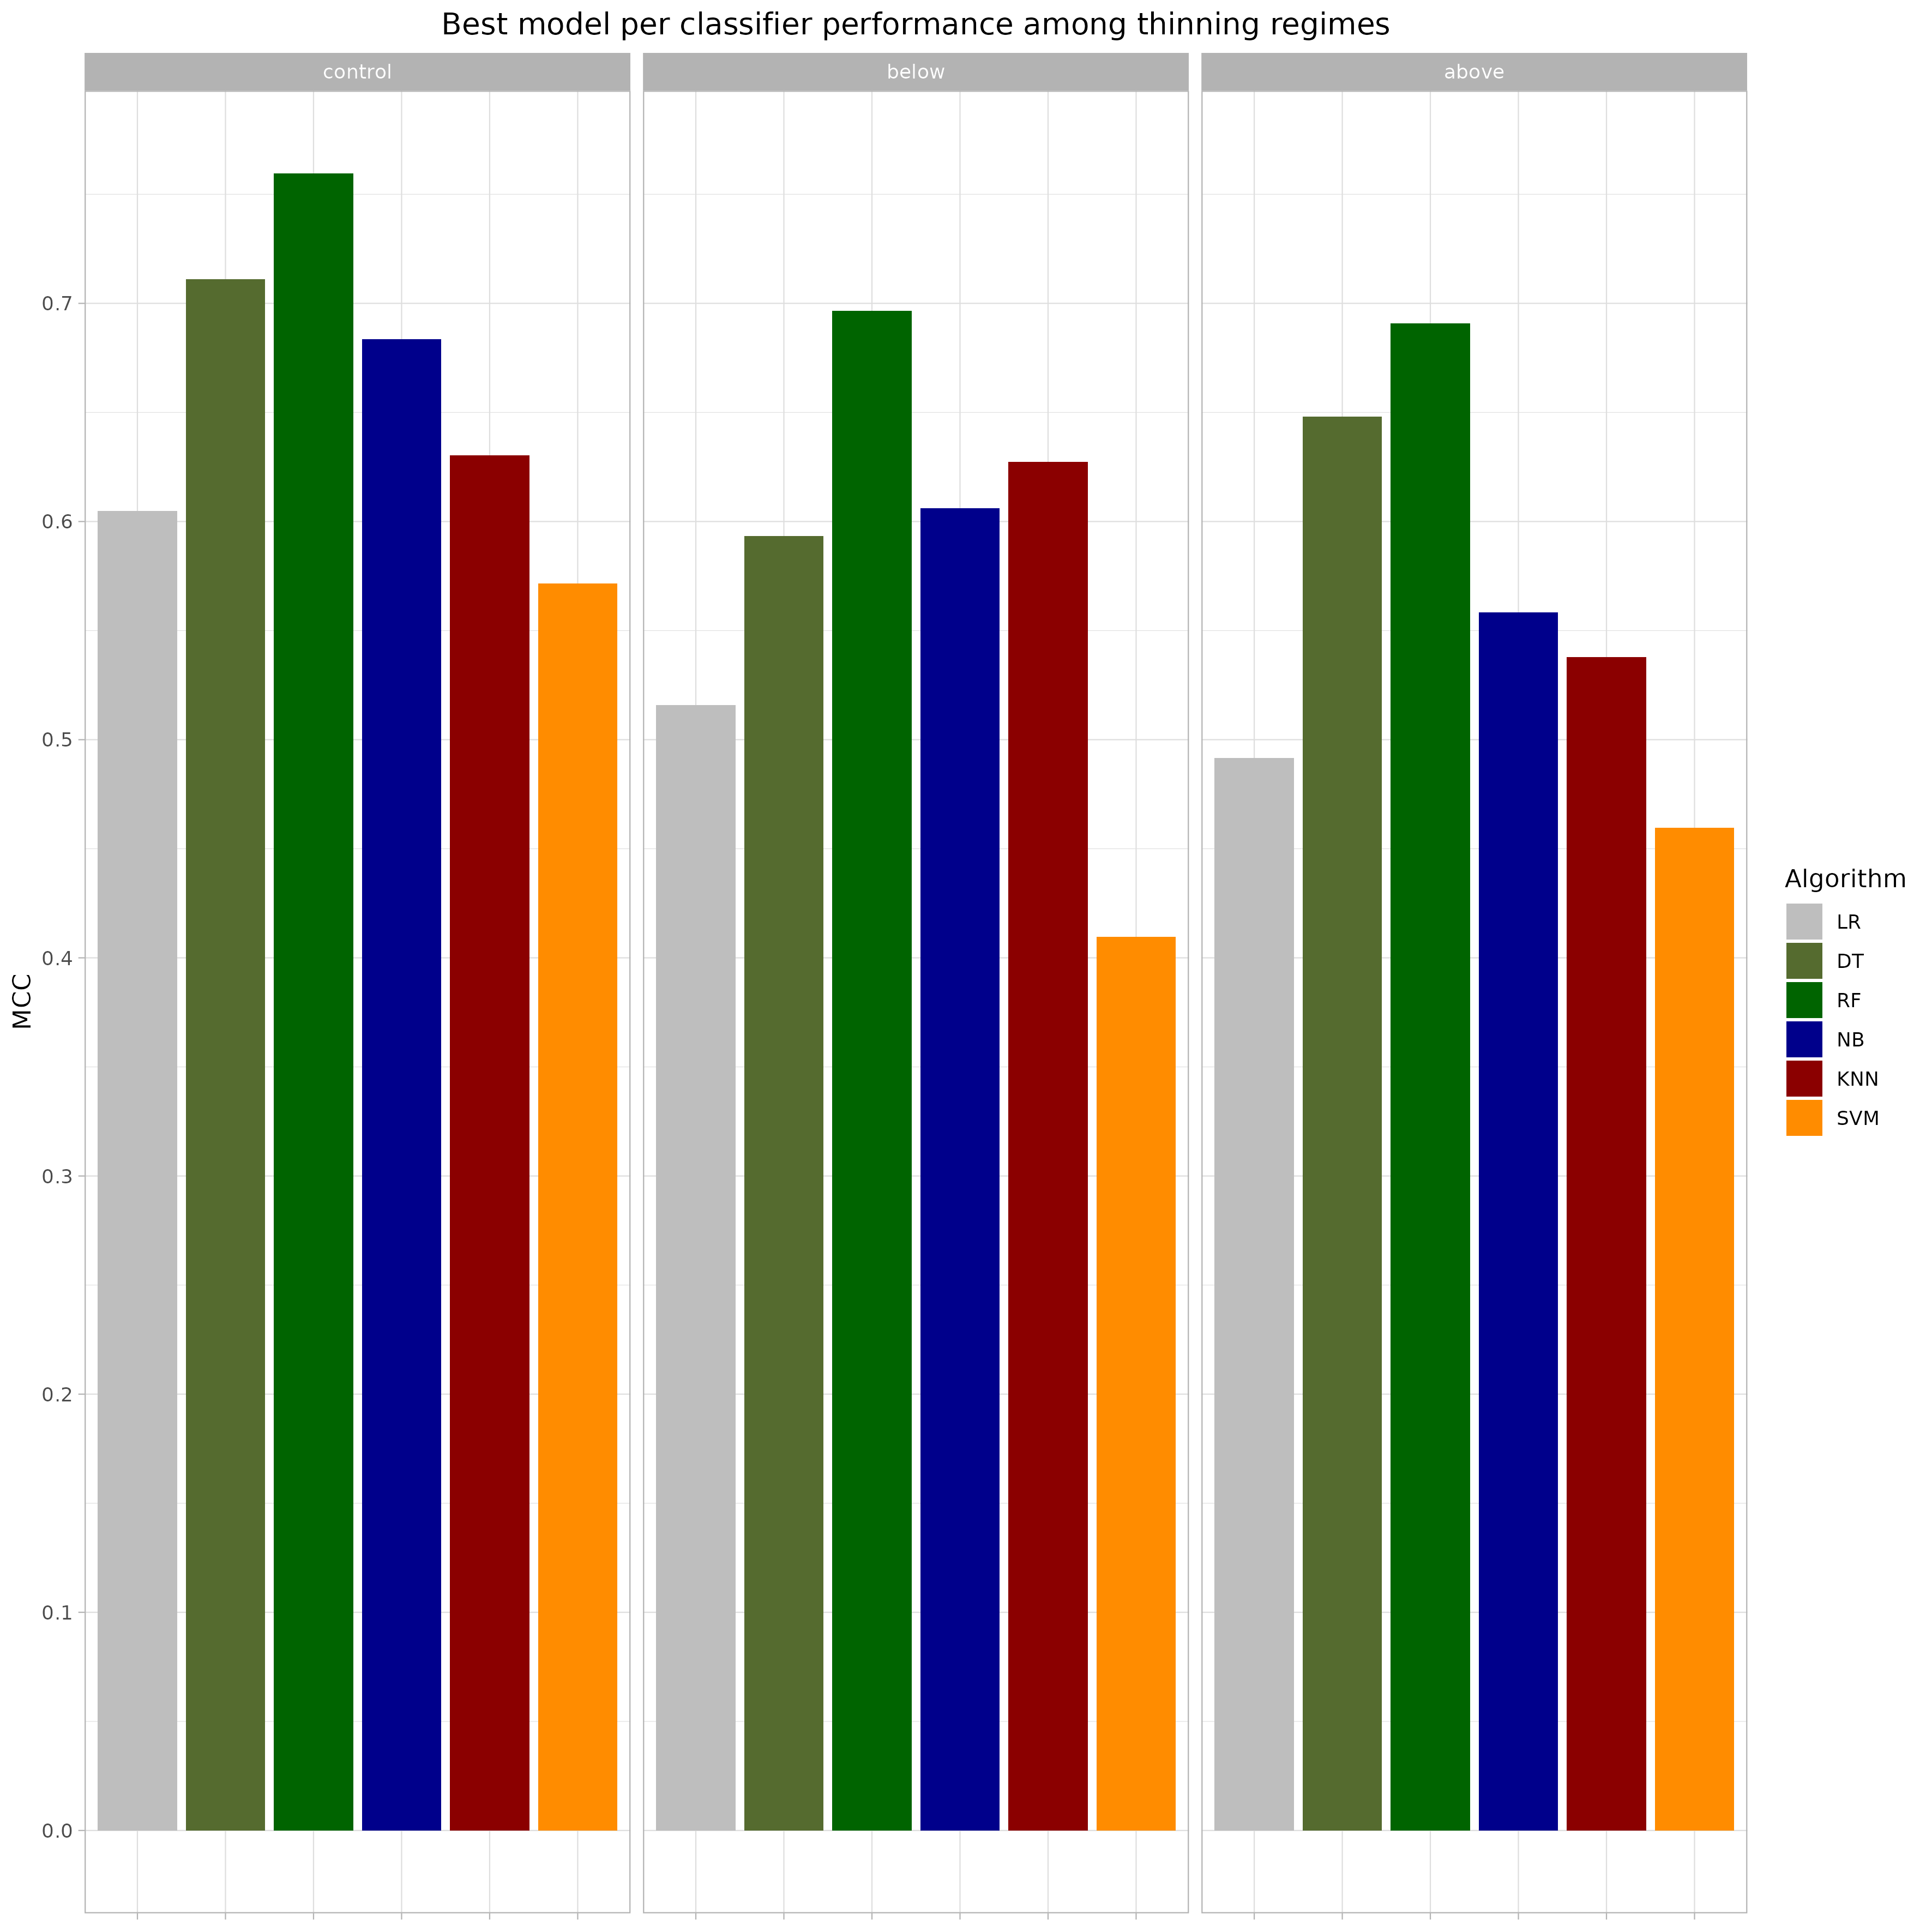 Best model per classifier performance among thinning regimes
control below above
0.7
0.6
0.5
0.4
0.3
0.2
0.1
0.0
MCC
Algorithm
LR
DT
RF
NB
KNN
SVM